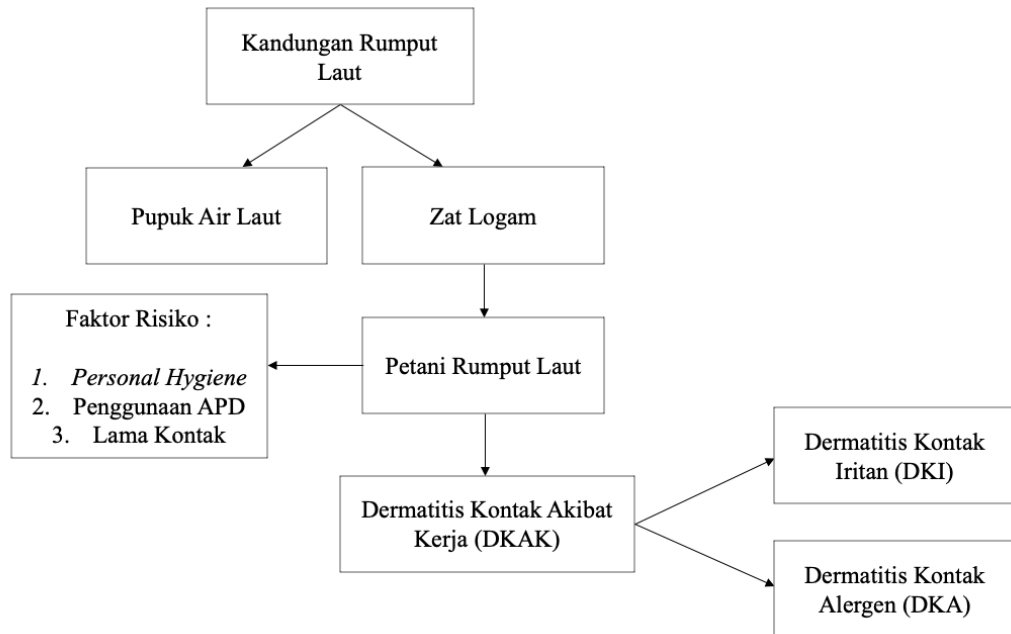 Kandungan Rumput
Laut
Pupuk Air Laut
Zat Logam
Faktor Risiko :
1. Personal Hygiene
2. Penggunaan APD
3. Lama Kontak
Petani Rumput Laut
Dermatitis Kontak Akibat
Kerja (DKAK)
Dermatitis Kontak
Iritan (DKI)
Dermatitis Kontak
Alergen (DKA)